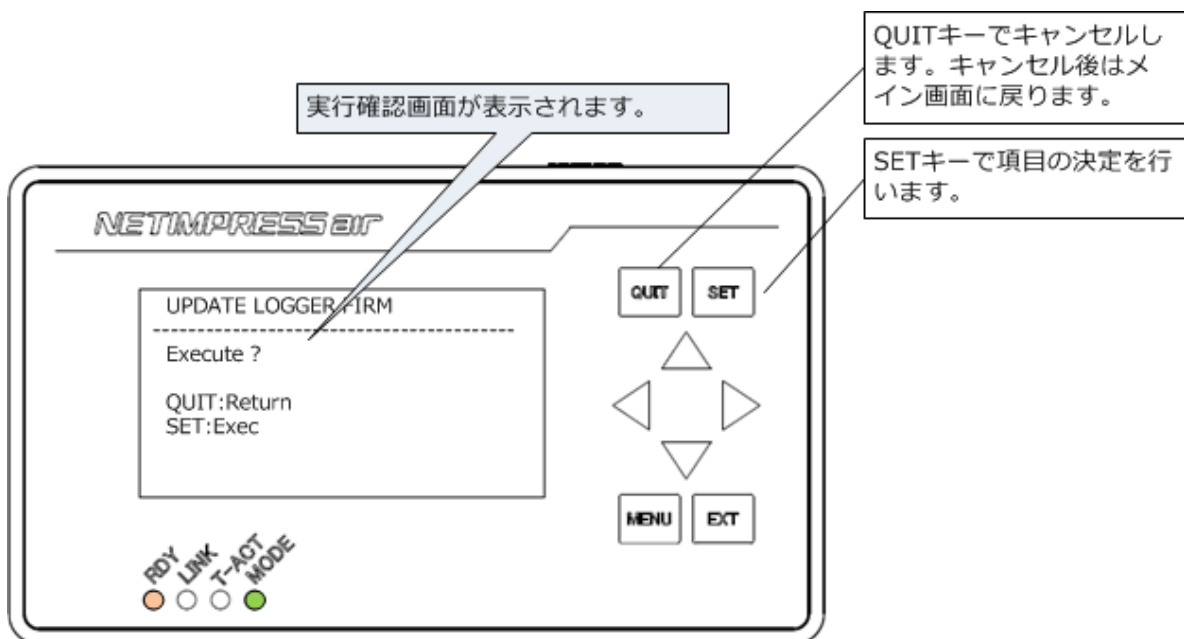 QUITキーでキャンセルし
ます。キャンセル後はメ
イン画面に戻ります。
実行確認画面が表示されます。
SETキーで項目の決定を行
います。
NETIMPRESS air
QUIT
SET
UPDATE LOGGER FIRM
Execute ?
QUIT:Return
SET:Exec
MENU
EXT
RDY
LINK
T-ACT
MODE